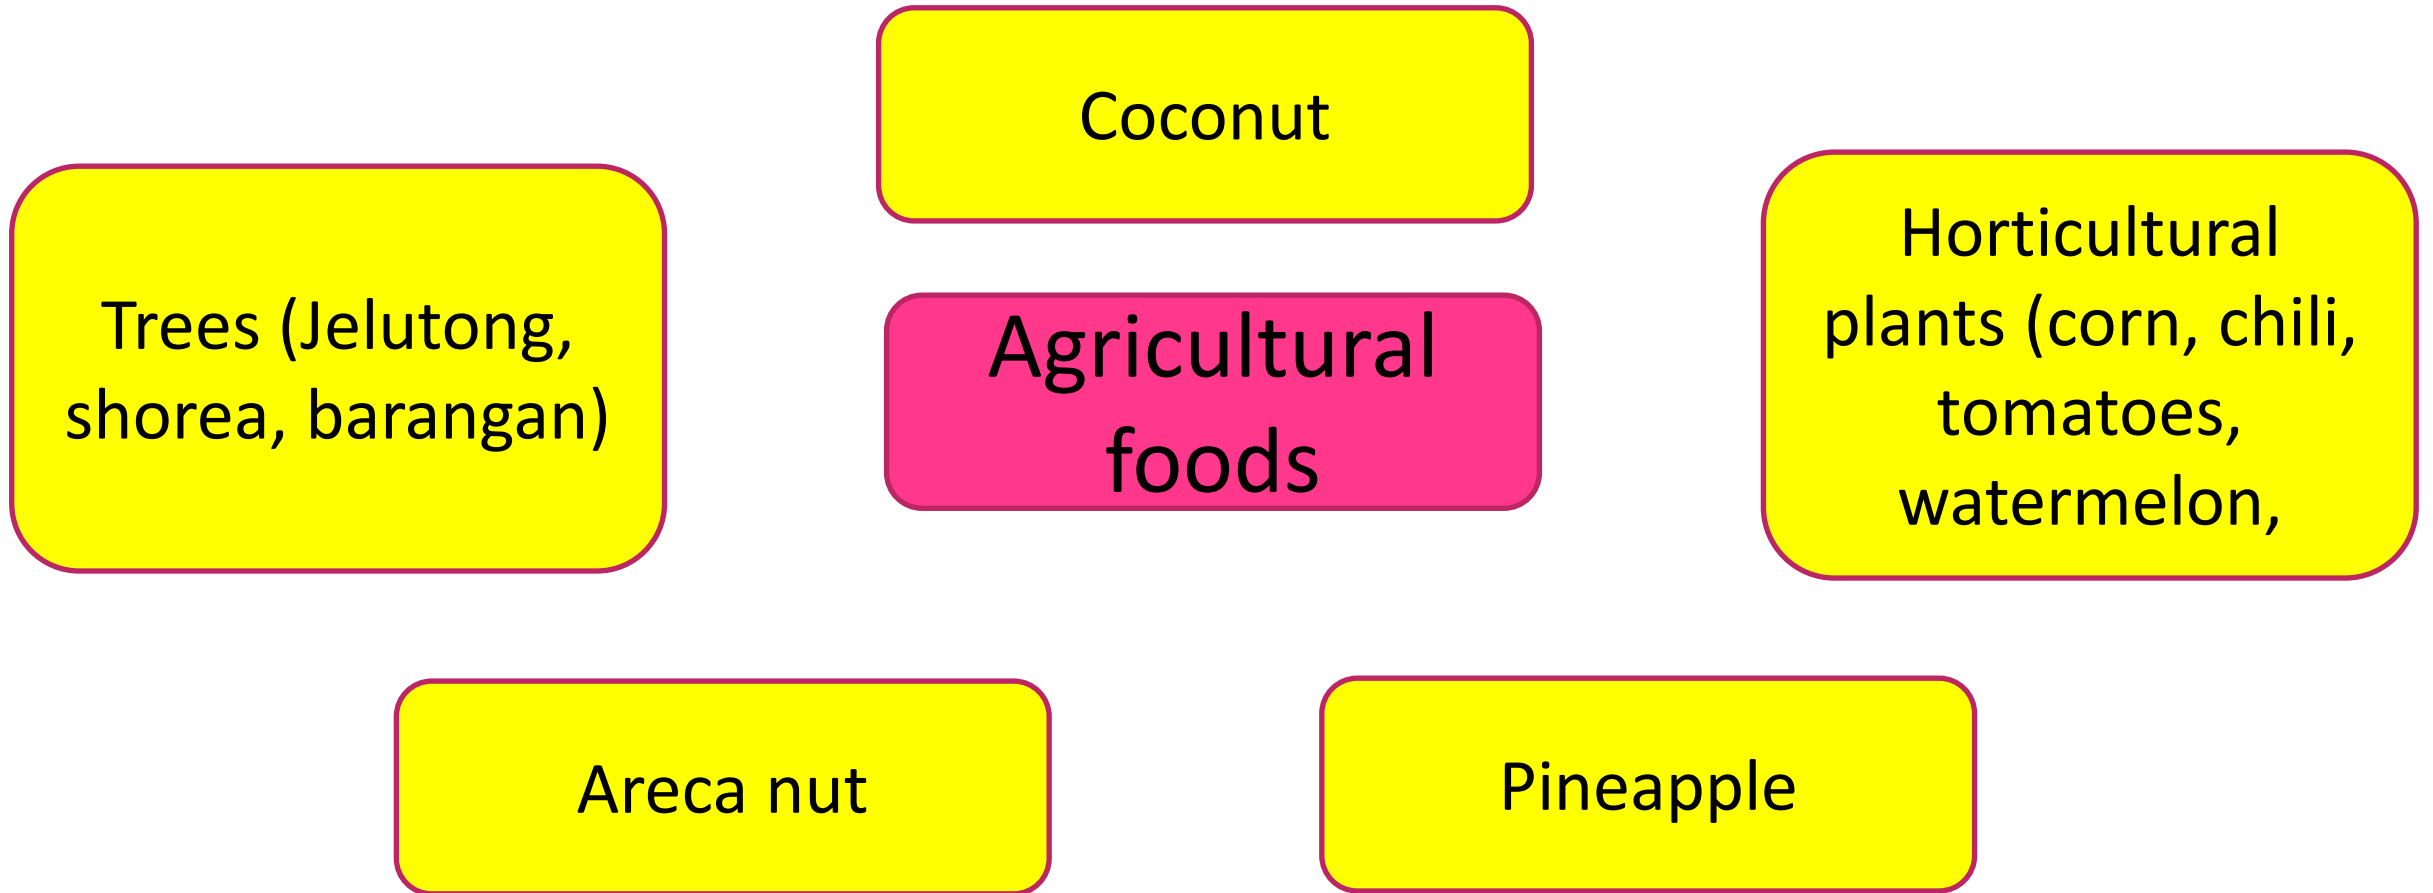 Coconut
Trees (Jelutong,
shorea, barangan)
Agricultural
foods
Horticultural
plants (corn, chili,
tomatoes,
watermelon,
Areca nut
Pineapple